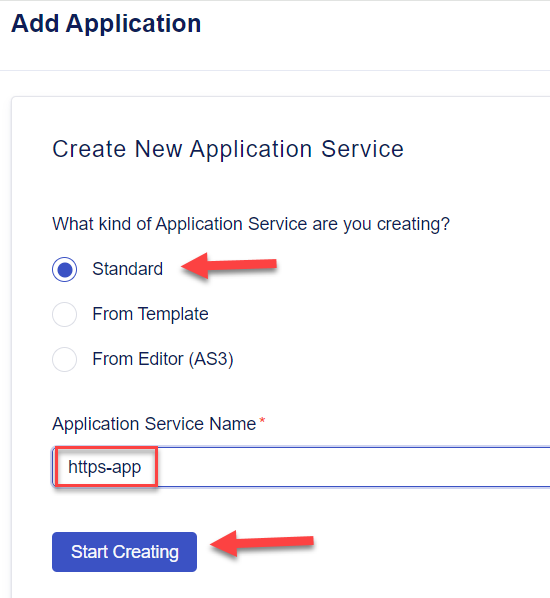 Add Application
Create New Application Service
What kind of Application Service are you creating?
Standard
From Template
From Editor (AS3)
Application Service Name*
https-app
Start Creating